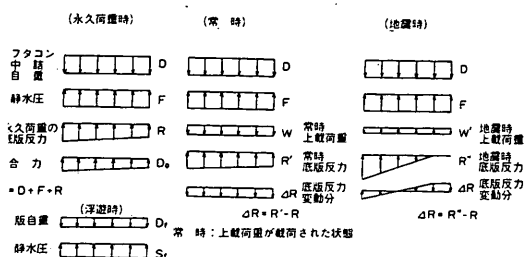 (永久荷重時)
(常 時)
(地震時)
フタコン
中 詰
自 重
D
D
D
静水圧
F
F
F
永久荷重の
底版反力
R
W
常時
上載荷重
W'
地震時
上載荷重
合 力
D₀
R'
常時
底版反力
R"
地震時
底版反力
=D+F+R
ΔR
底版反力
変動分
ΔR
底版反力
変動分
ΔR=R'-R
ΔR=R"-R
(浮遊時)
版自重
Df
常 時:上載荷重が載荷された状態
静水圧
Sf